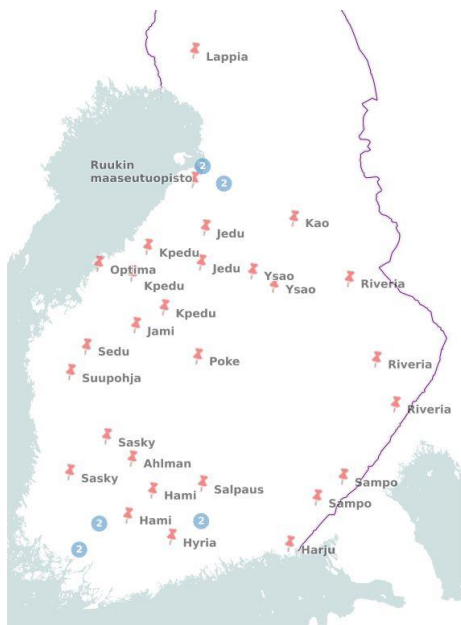 Lappia
2
Ruukin
maaseutuopisto
2
Kao
Jedu
Kpedu
Optima
Jedu
Ysao
Kpedu
Ysao
Riveria
Kpedu
Jami
Sedu
Poke
Riveria
Suupohja
Riveria
Sasky
Ahlman
Sasky
Salpaus
Sampo
Hami
Sampo
Hami
2
2
Hyria
Harju
2